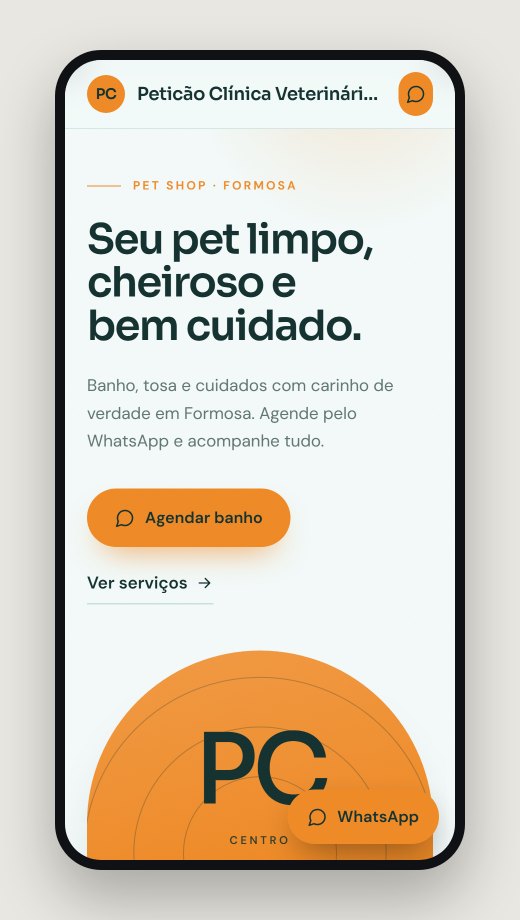 PC Peticão Clínica Veterinári...
PET SHOP · FORMOSA
Seu pet limpo,
cheiroso e
bem cuidado.
Banho, tosa e cuidados com carinho de
verdade em Formosa. Agende pelo
WhatsApp e acompanhe tudo.
Agendar banho
Ver serviços →
PC
WhatsApp
CENTRO